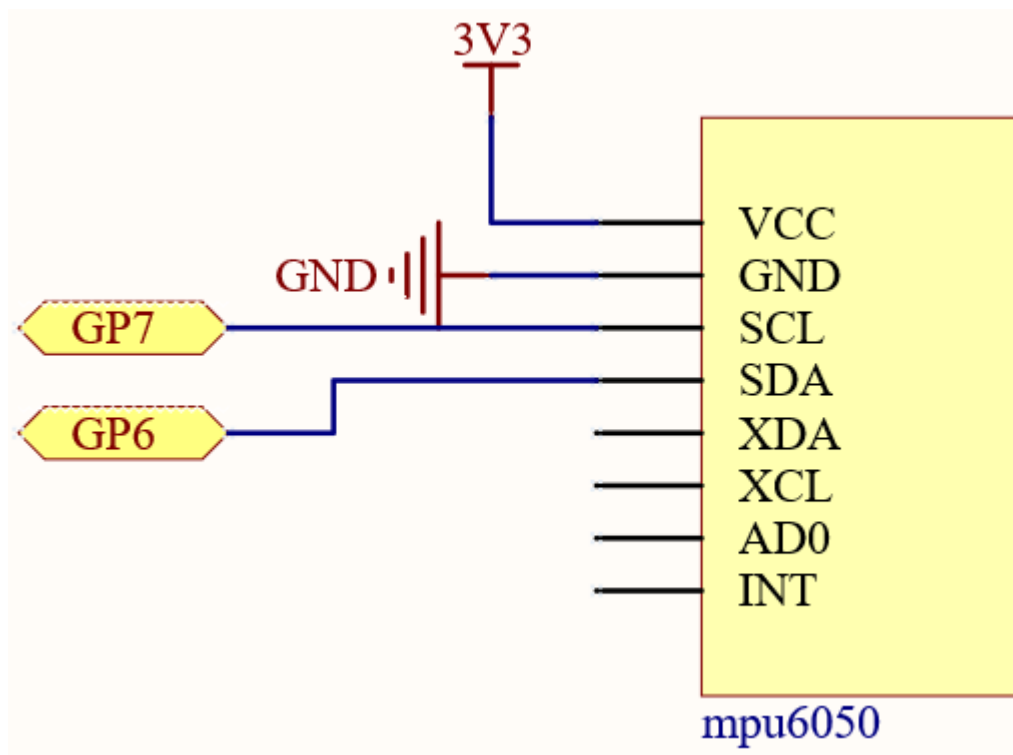 3V3
VCC
GND
GND
GP7
SCL
SDA
GP6
XDA
XCL
AD0
INT
mpu6050